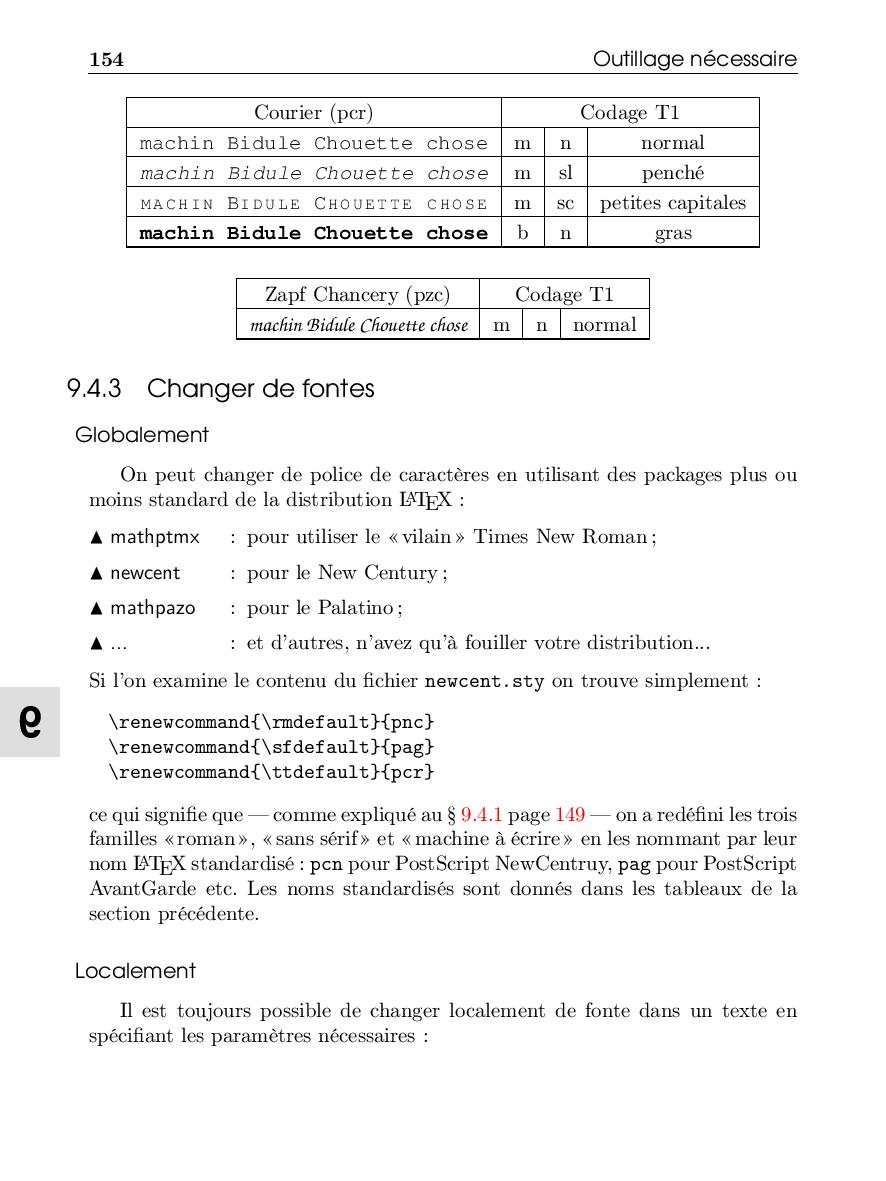 154 Outillage nécessaire
Courier (pcr) Codage T1
machin Bidule Chouette chose m n normal
machin Bidule Chouette chose m sl penché
MACHIN BIDULE CHOUETTE CHOSE m sc petites capitales
machin Bidule Chouette chose b n gras
Zapf Chancery (pzc) Codage T1
machin Bidule Chouette chose m n normal
9.4.3 Changer de fontes
Globalement
On peut changer de police de caractères en utilisant des packages plus ou
moins standard de la distribution LATEX :
▲ mathptmx : pour utiliser le « vilain » Times New Roman ;
▲ newcent : pour le New Century ;
▲ mathpazo : pour le Palatino ;
▲ ... : et d'autres, n'avez qu'à fouiller votre distribution...
Si l'on examine le contenu du fichier newcent.sty on trouve simplement :
9
\renewcommand{\rmdefault}{pnc}
\renewcommand{\sfdefault}{pag}
\renewcommand{\ttdefault}{pcr}
ce qui signifie que — comme expliqué au § 9.4.1 page 149 — on a redéfini les trois
familles « roman », « sans sérif » et « machine à écrire » en les nommant par leur
nom LATEX standardisé : pcn pour PostScript NewCentruy, pag pour PostScript
AvantGarde etc. Les noms standardisés sont donnés dans les tableaux de la
section précédente.
Localement
Il est toujours possible de changer localement de fonte dans un texte en
spécifiant les paramètres nécessaires :